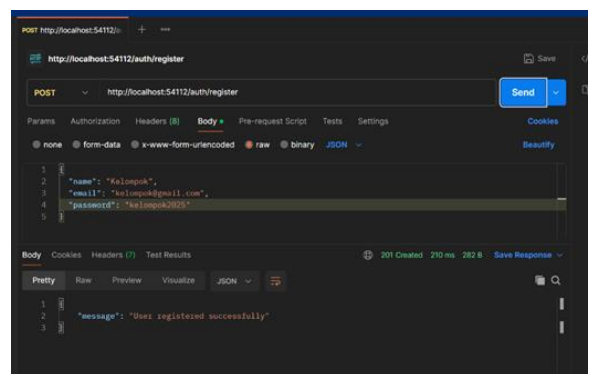 POST http://localhost:54112/a
http://localhost:54112/auth/register
Save
POST http://localhost:54112/auth/register
Send
Params Authorization Headers (8) Body Pre-request Script Tests Settings Cookies
none form-data x-www-form-urlencoded raw binary JSON Beautify
1 {
2 "name": "Kelompok",
3 "email": "kelompok@gmail.com",
4 "password": "kelompok2025"
5 }
Body Cookies Headers (7) Test Results 201 Created 210 ms 282 B Save Response
Pretty Raw Preview Visualize JSON
1 {
2 "message": "User registered successfully"
3 }